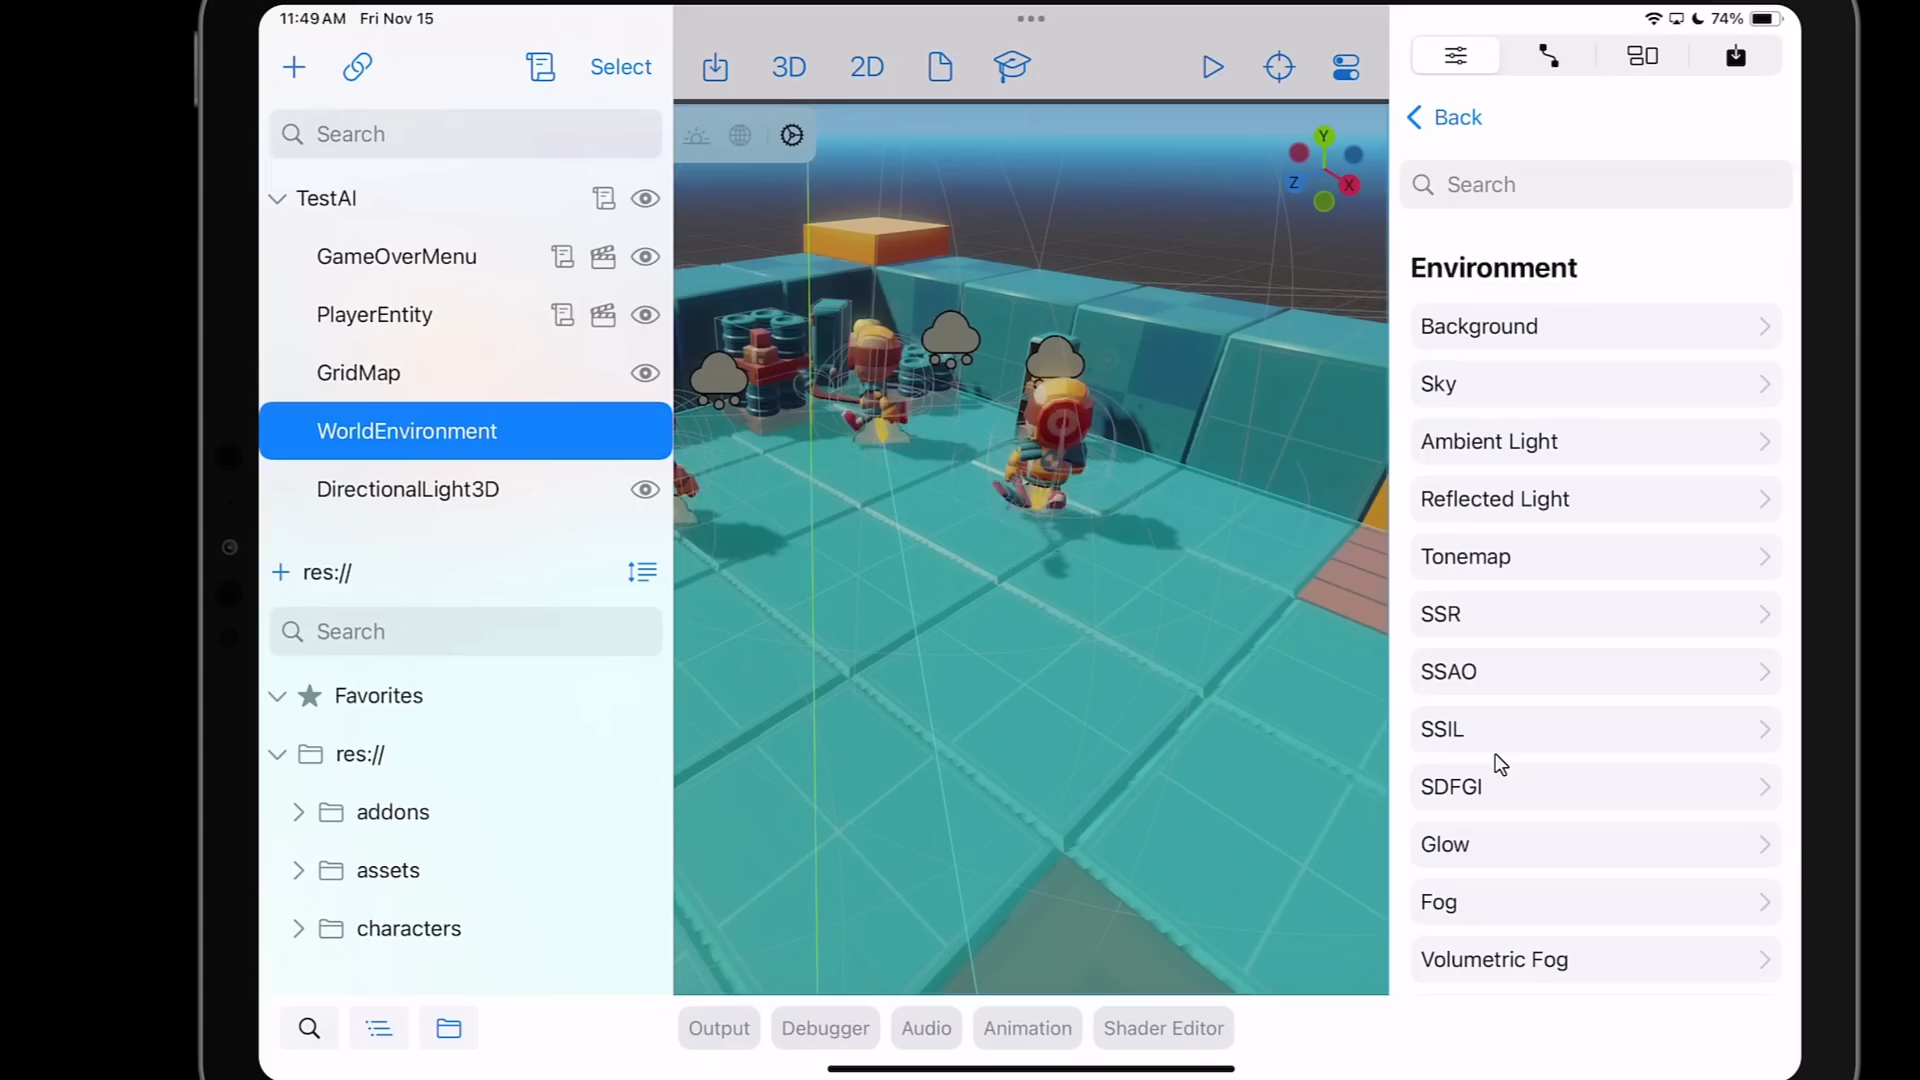 11:49 AM Fri Nov 15
74%
Select
3D
2D
Search
TestAI
GameOverMenu
PlayerEntity
GridMap
WorldEnvironment
DirectionalLight3D
res://
Search
Favorites
res://
addons
assets
characters
Y
Z
X
Output
Debugger
Audio
Animation
Shader Editor
Back
Search
Environment
Background
Sky
Ambient Light
Reflected Light
Tonemap
SSR
SSAO
SSIL
SDFGI
Glow
Fog
Volumetric Fog